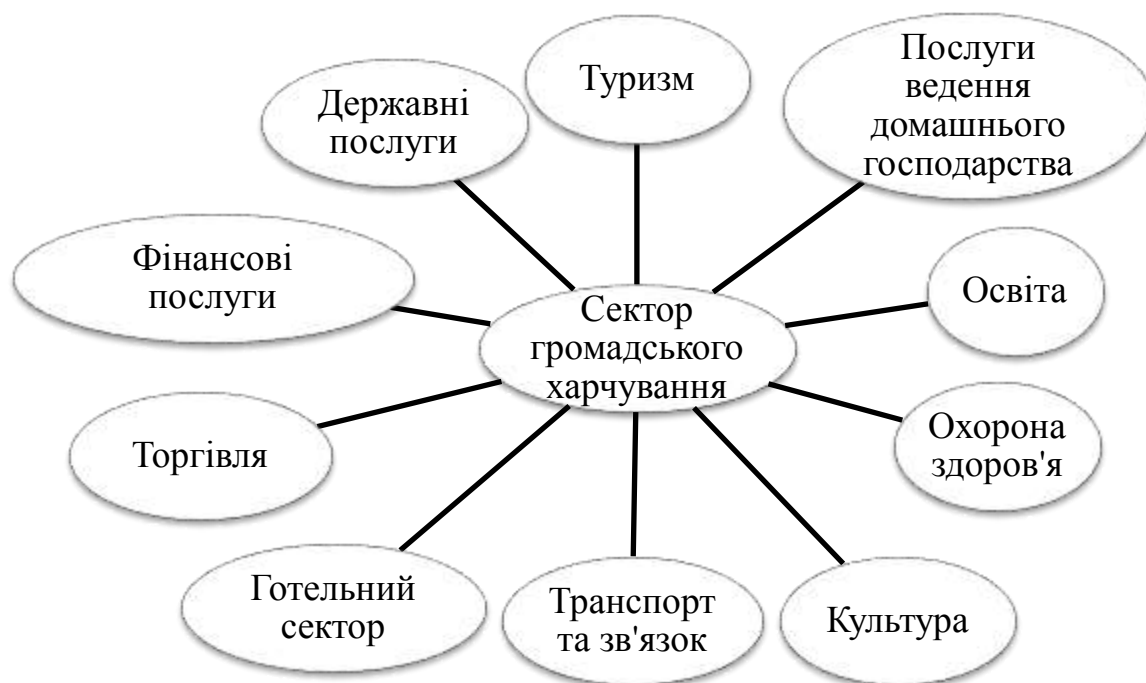 Туризм
Послуги
ведення
домашнього
господарства
Державні
послуги
Фінансові
послуги
Освіта
Сектор
громадського
харчування
Торгівля
Охорона
здоров'я
Готельний
сектор
Транспорт
та зв'язок
Культура